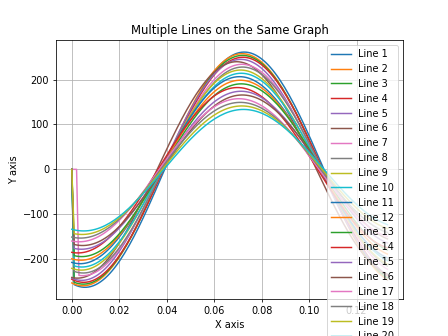 Multiple Lines on the Same Graph
Y axis
200
100
0
−100
−200
0.00
0.02
0.04
0.06
0.08
0.10
X axis
Line 1
Line 2
Line 3
Line 4
Line 5
Line 6
Line 7
Line 8
Line 9
Line 10
Line 11
Line 12
Line 13
Line 14
Line 15
Line 16
Line 17
Line 18
Line 19
Line 20